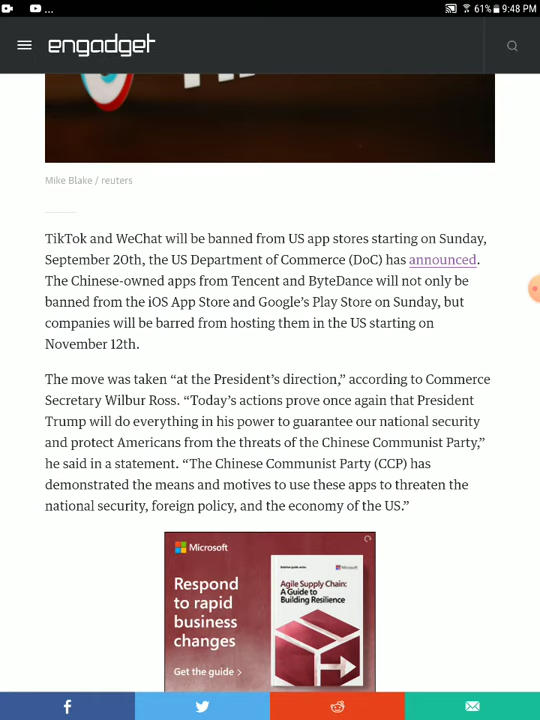 ... 61% 9:48 PM
engadget
Mike Blake / reuters
TikTok and WeChat will be banned from US app stores starting on Sunday,
September 20th, the US Department of Commerce (DoC) has announced.
The Chinese-owned apps from Tencent and ByteDance will not only be
banned from the iOS App Store and Google’s Play Store on Sunday, but
companies will be barred from hosting them in the US starting on
November 12th.
The move was taken “at the President’s direction,” according to Commerce
Secretary Wilbur Ross. “Today’s actions prove once again that President
Trump will do everything in his power to guarantee our national security
and protect Americans from the threats of the Chinese Communist Party,”
he said in a statement. “The Chinese Communist Party (CCP) has
demonstrated the means and motives to use these apps to threaten the
national security, foreign policy, and the economy of the US.”
Microsoft
Respond
to rapid
business
changes
Get the guide >
Microsoft
Agile Supply Chain:
A Guide to
Building Resilience